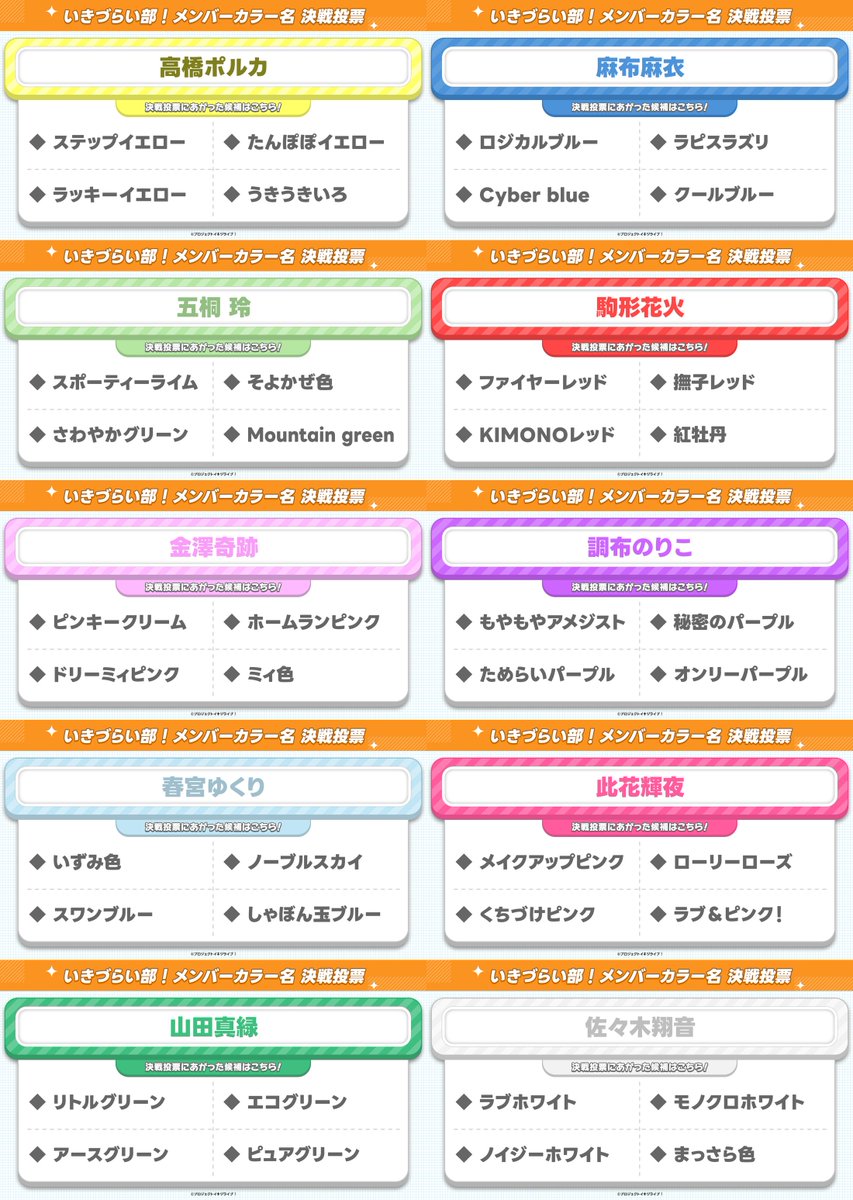 いきづらい部！メンバーカラー名 決戦投票
高橋ポルカ
決戦投票にあがった候補はこちら！
◆ ステップイエロー ◆ たんぽぽイエロー
◆ ラッキーイエロー ◆ うきうきいろ
©プロジェクトイキヅライブ！
いきづらい部！メンバーカラー名 決戦投票
麻布麻衣
決戦投票にあがった候補はこちら！
◆ ロジカルブルー ◆ ラピスラズリ
◆ Cyber blue ◆ クールブルー
©プロジェクトイキヅライブ！
いきづらい部！メンバーカラー名 決戦投票
五桐 玲
決戦投票にあがった候補はこちら！
◆ スポーティーライム ◆ そよかぜ色
◆ さわやかグリーン ◆ Mountain green
©プロジェクトイキヅライブ！
いきづらい部！メンバーカラー名 決戦投票
駒形花火
決戦投票にあがった候補はこちら！
◆ ファイヤーレッド ◆ 撫子レッド
◆ KIMONOレッド ◆ 紅牡丹
©プロジェクトイキヅライブ！
いきづらい部！メンバーカラー名 決戦投票
金澤奇跡
決戦投票にあがった候補はこちら！
◆ ピンキークリーム ◆ ホームランピンク
◆ ドリーミィピンク ◆ ミィ色
©プロジェクトイキヅライブ！
いきづらい部！メンバーカラー名 決戦投票
調布のりこ
決戦投票にあがった候補はこちら！
◆ もやもやアメジスト ◆ 秘密のパープル
◆ ためらいパープル ◆ オンリーパープル
©プロジェクトイキヅライブ！
いきづらい部！メンバーカラー名 決戦投票
春宮ゆくり
決戦投票にあがった候補はこちら！
◆ いずみ色 ◆ ノーブルスカイ
◆ スワンブルー ◆ しゃぼん玉ブルー
©プロジェクトイキヅライブ！
いきづらい部！メンバーカラー名 決戦投票
此花輝夜
決戦投票にあがった候補はこちら！
◆ メイクアップピンク ◆ ローリーローズ
◆ くちづけピンク ◆ ラブ＆ピンク！
©プロジェクトイキヅライブ！
いきづらい部！メンバーカラー名 決戦投票
山田真緑
決戦投票にあがった候補はこちら！
◆ リトルグリーン ◆ エコグリーン
◆ アースグリーン ◆ ピュアグリーン
©プロジェクトイキヅライブ！
いきづらい部！メンバーカラー名 決戦投票
佐々木翔音
決戦投票にあがった候補はこちら！
◆ ラブホワイト ◆ モノクロホワイト
◆ ノイジーホワイト ◆ まっさら色
©プロジェクトイキヅライブ！